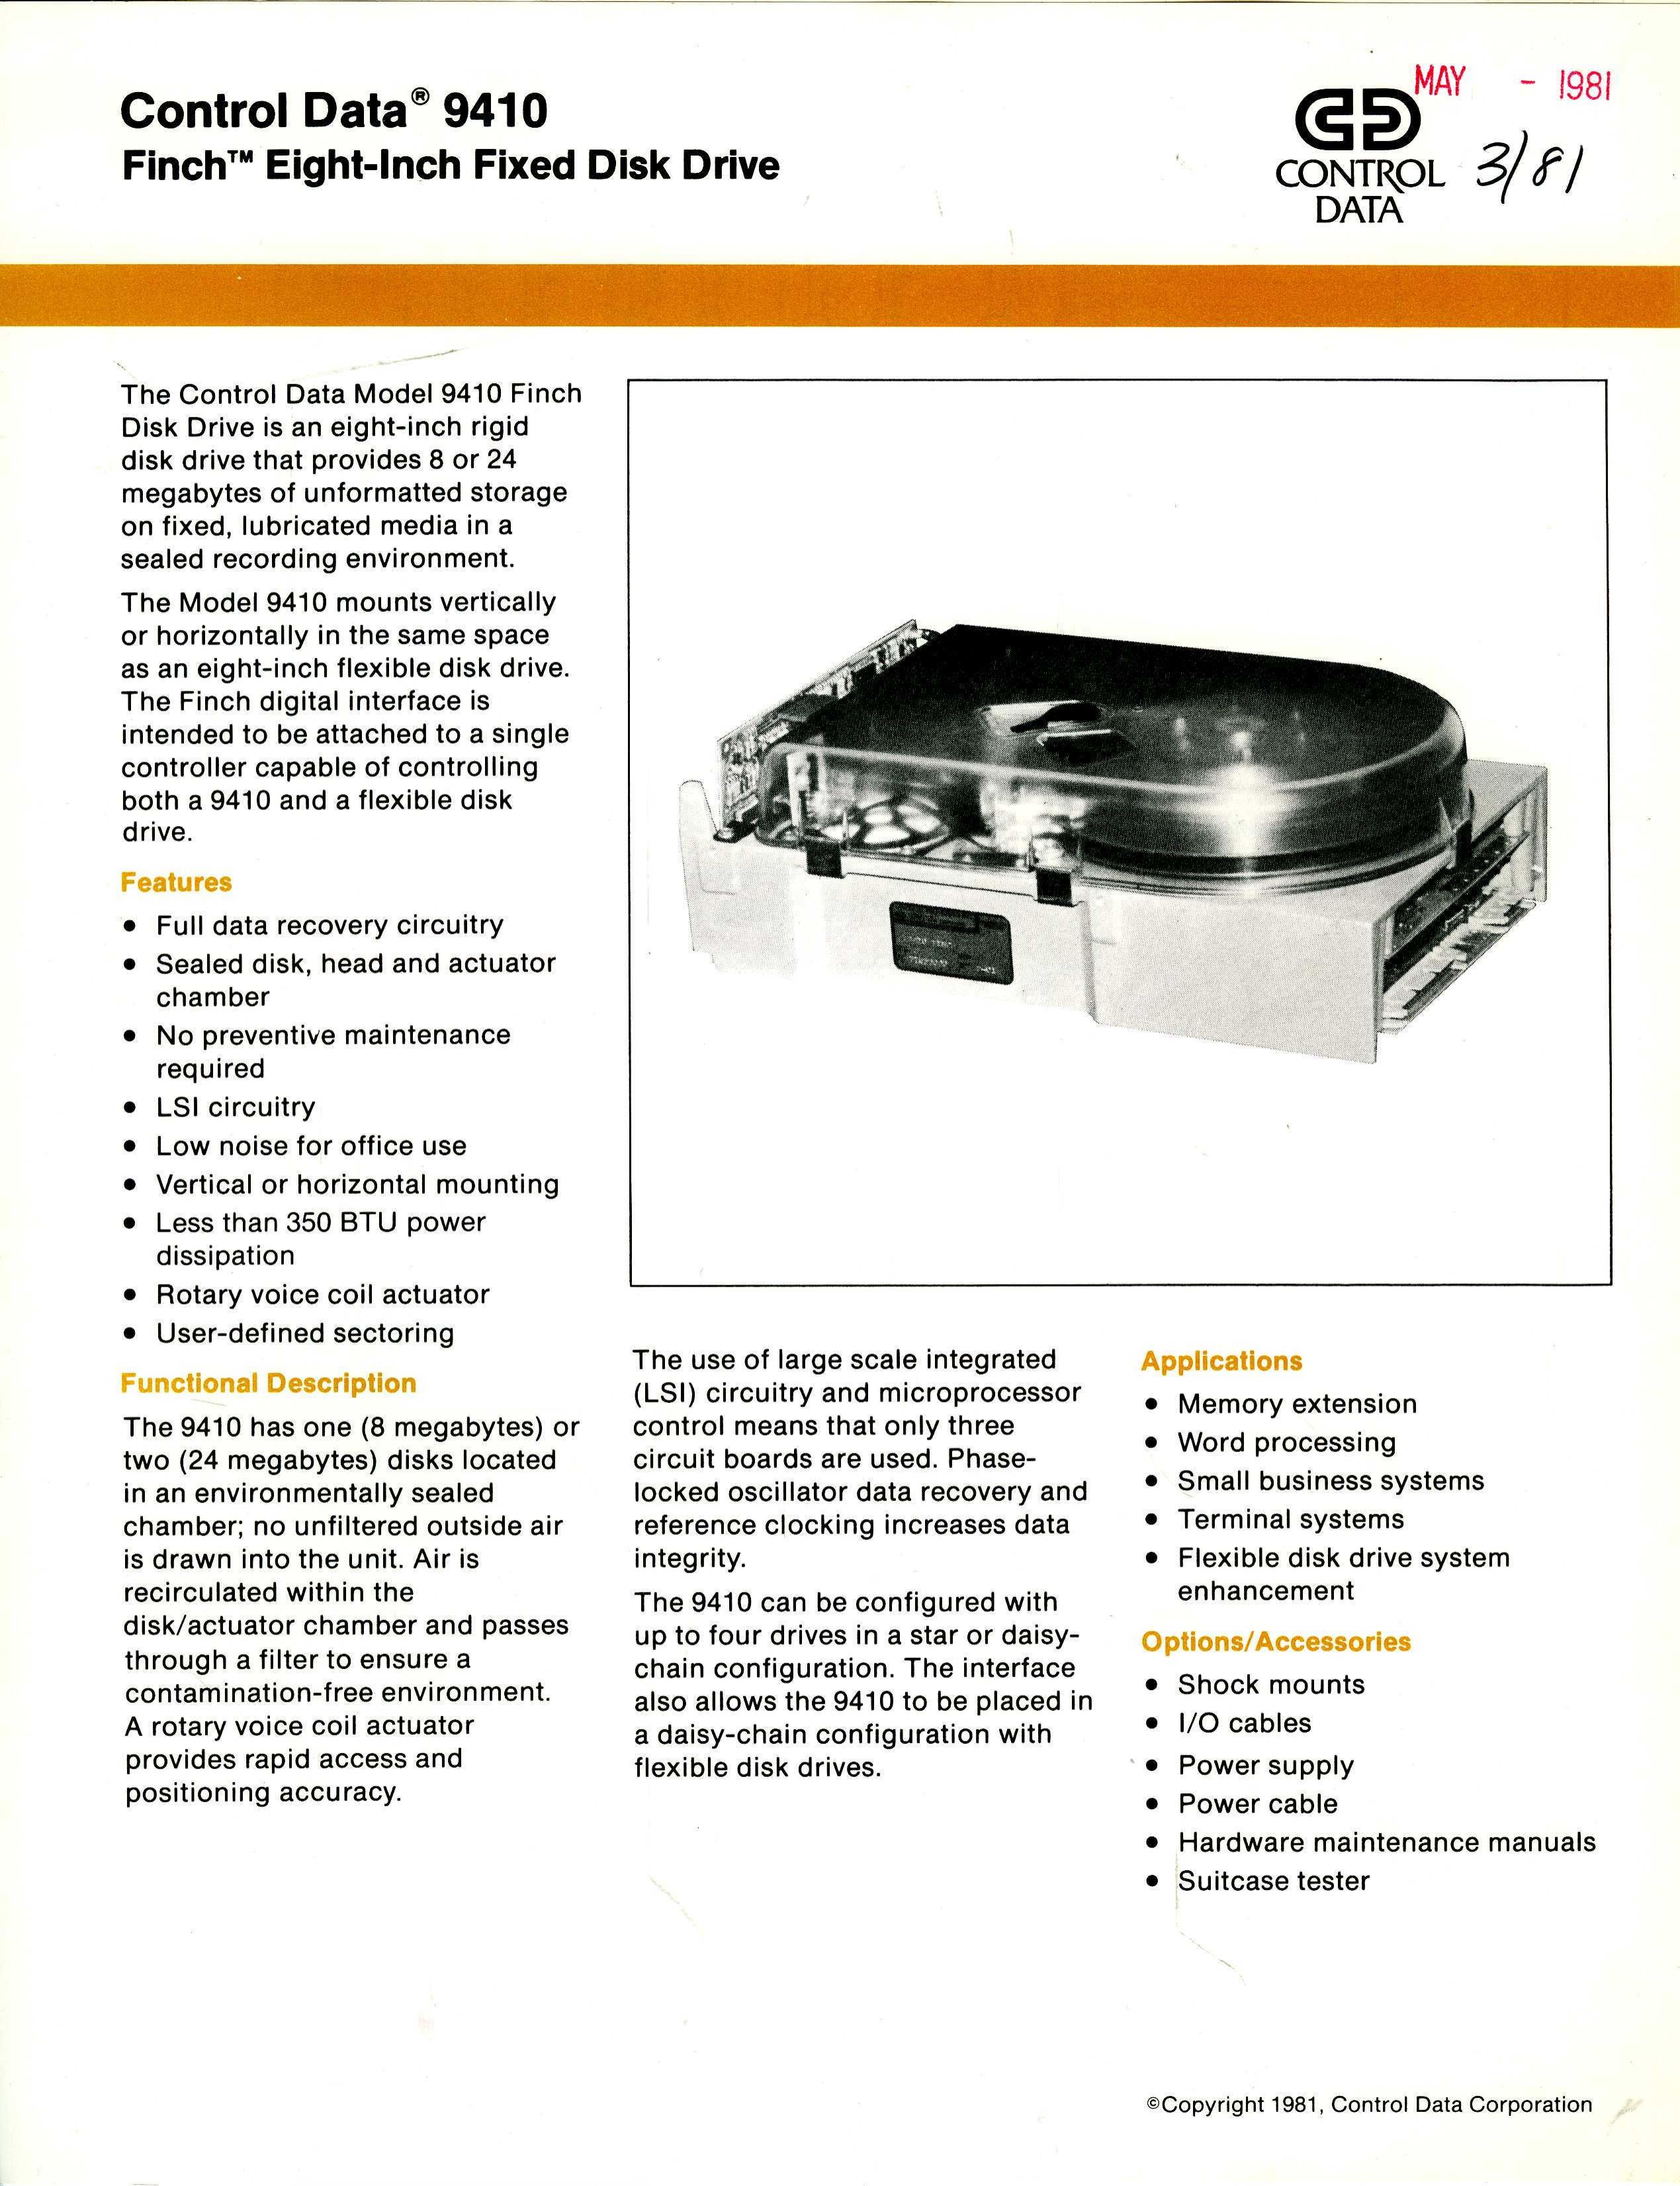 Control Data® 9410
Finch™ Eight-Inch Fixed Disk Drive
MAY - 1981
CONTROL
DATA
3/81
The Control Data Model 9410 Finch
Disk Drive is an eight-inch rigid
disk drive that provides 8 or 24
megabytes of unformatted storage
on fixed, lubricated media in a
sealed recording environment.
The Model 9410 mounts vertically
or horizontally in the same space
as an eight-inch flexible disk drive.
The Finch digital interface is
intended to be attached to a single
controller capable of controlling
both a 9410 and a flexible disk
drive.
Features
• Full data recovery circuitry
• Sealed disk, head and actuator
chamber
• No preventive maintenance
required
• LSI circuitry
• Low noise for office use
• Vertical or horizontal mounting
• Less than 350 BTU power
dissipation
• Rotary voice coil actuator
• User-defined sectoring
Functional Description
The 9410 has one (8 megabytes) or
two (24 megabytes) disks located
in an environmentally sealed
chamber; no unfiltered outside air
is drawn into the unit. Air is
recirculated within the
disk/actuator chamber and passes
through a filter to ensure a
contamination-free environment.
A rotary voice coil actuator
provides rapid access and
positioning accuracy.
The use of large scale integrated
(LSI) circuitry and microprocessor
control means that only three
circuit boards are used. Phase-
locked oscillator data recovery and
reference clocking increases data
integrity.
The 9410 can be configured with
up to four drives in a star or daisy-
chain configuration. The interface
also allows the 9410 to be placed in
a daisy-chain configuration with
flexible disk drives.
Applications
• Memory extension
• Word processing
• Small business systems
• Terminal systems
• Flexible disk drive system
enhancement
Options/Accessories
• Shock mounts
• I/O cables
• Power supply
• Power cable
• Hardware maintenance manuals
• Suitcase tester
©Copyright 1981, Control Data Corporation